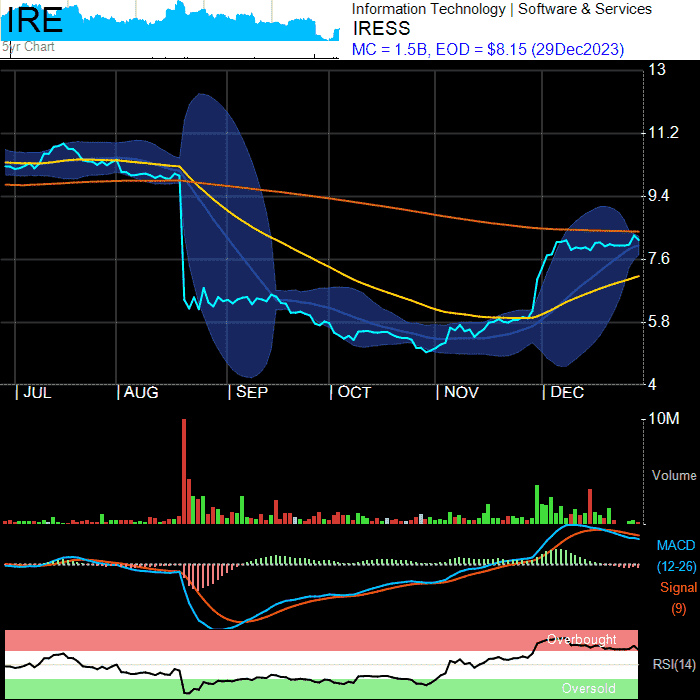 IRE
5yr Chart
Information Technology | Software & Services
IRESS
MC = 1.5B, EOD = $8.15 (29Dec2023)
13
11.2
9.4
7.6
5.8
4
JUL
AUG
SEP
OCT
NOV
DEC
10M
Volume
MACD
(12-26)
Signal
(9)
Overbought
RSI(14)
Oversold